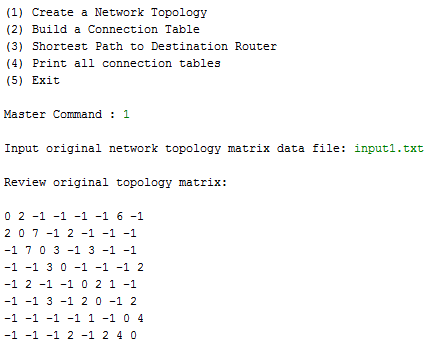 (1) Create a Network Topology
(2) Build a Connection Table
(3) Shortest Path to Destination Router
(4) Print all connection tables
(5) Exit
Master Command : 1
Input original network topology matrix data file: input1.txt
Review original topology matrix:
0 2 -1 -1 -1 -1 6 -1
2 0 7 -1 2 -1 -1 -1
-1 7 0 3 -1 3 -1 -1
-1 -1 3 0 -1 -1 -1 2
-1 2 -1 -1 0 2 1 -1
-1 -1 3 -1 2 0 -1 2
-1 -1 -1 -1 1 -1 0 4
-1 -1 -1 2 -1 2 4 0